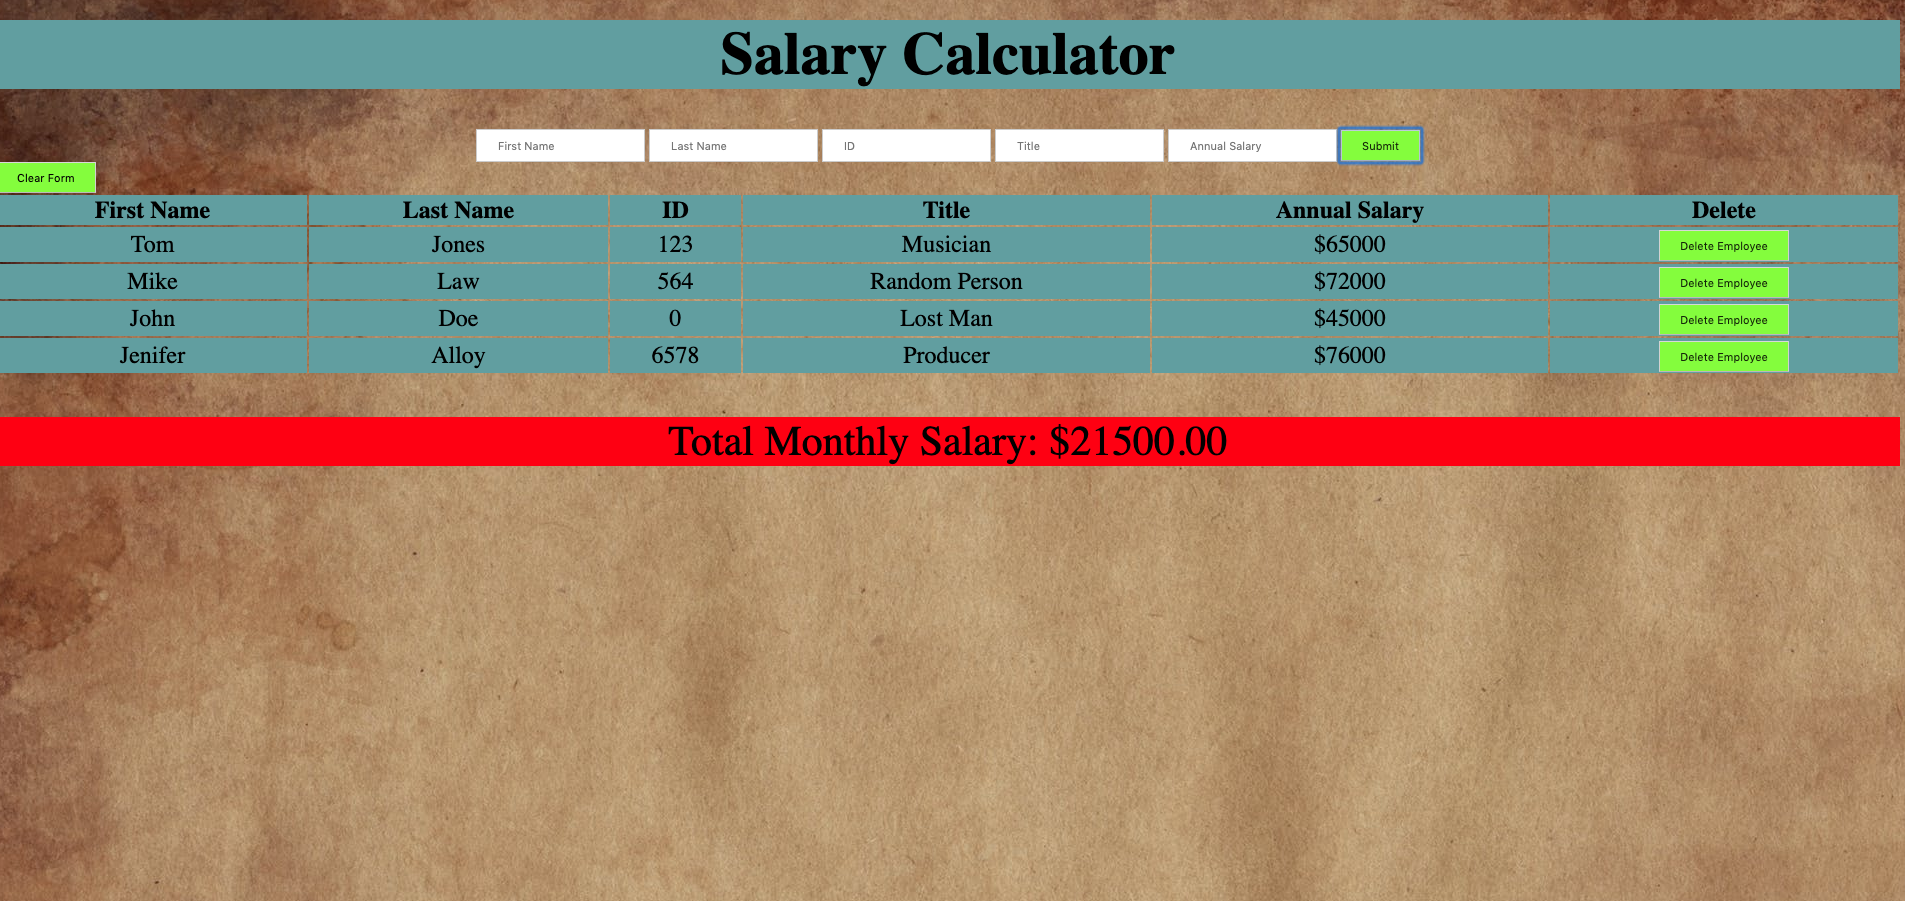 Salary Calculator
First Name Last Name ID Title Annual Salary Submit
Clear Form
First Name Last Name ID Title Annual Salary Delete
Tom Jones 123 Musician $65000 Delete Employee
Mike Law 564 Random Person $72000 Delete Employee
John Doe 0 Lost Man $45000 Delete Employee
Jenifer Alloy 6578 Producer $76000 Delete Employee
Total Monthly Salary: $21500.00